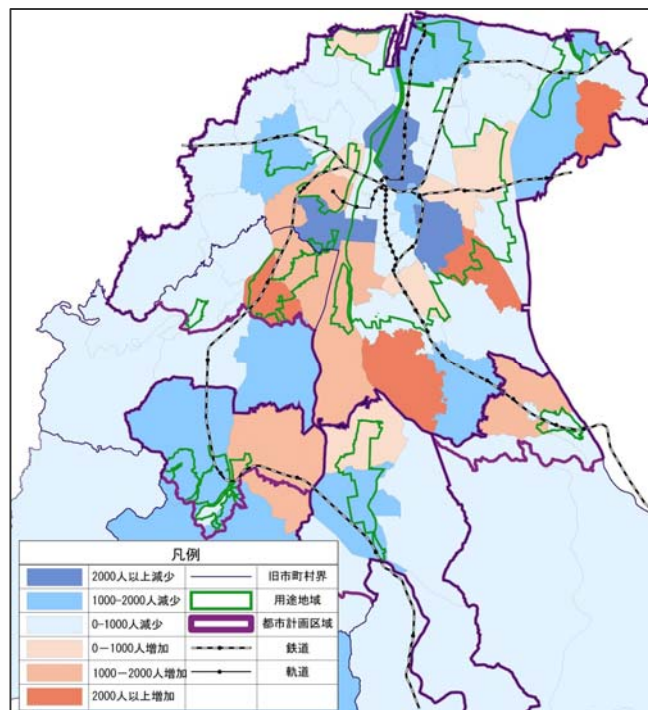 凡例
2000人以上減少 旧市町村界
1000-2000人減少 用途地域
0-1000人減少 都市計画区域
0－1000人増加 鉄道
1000－2000人増加 軌道
2000人以上増加